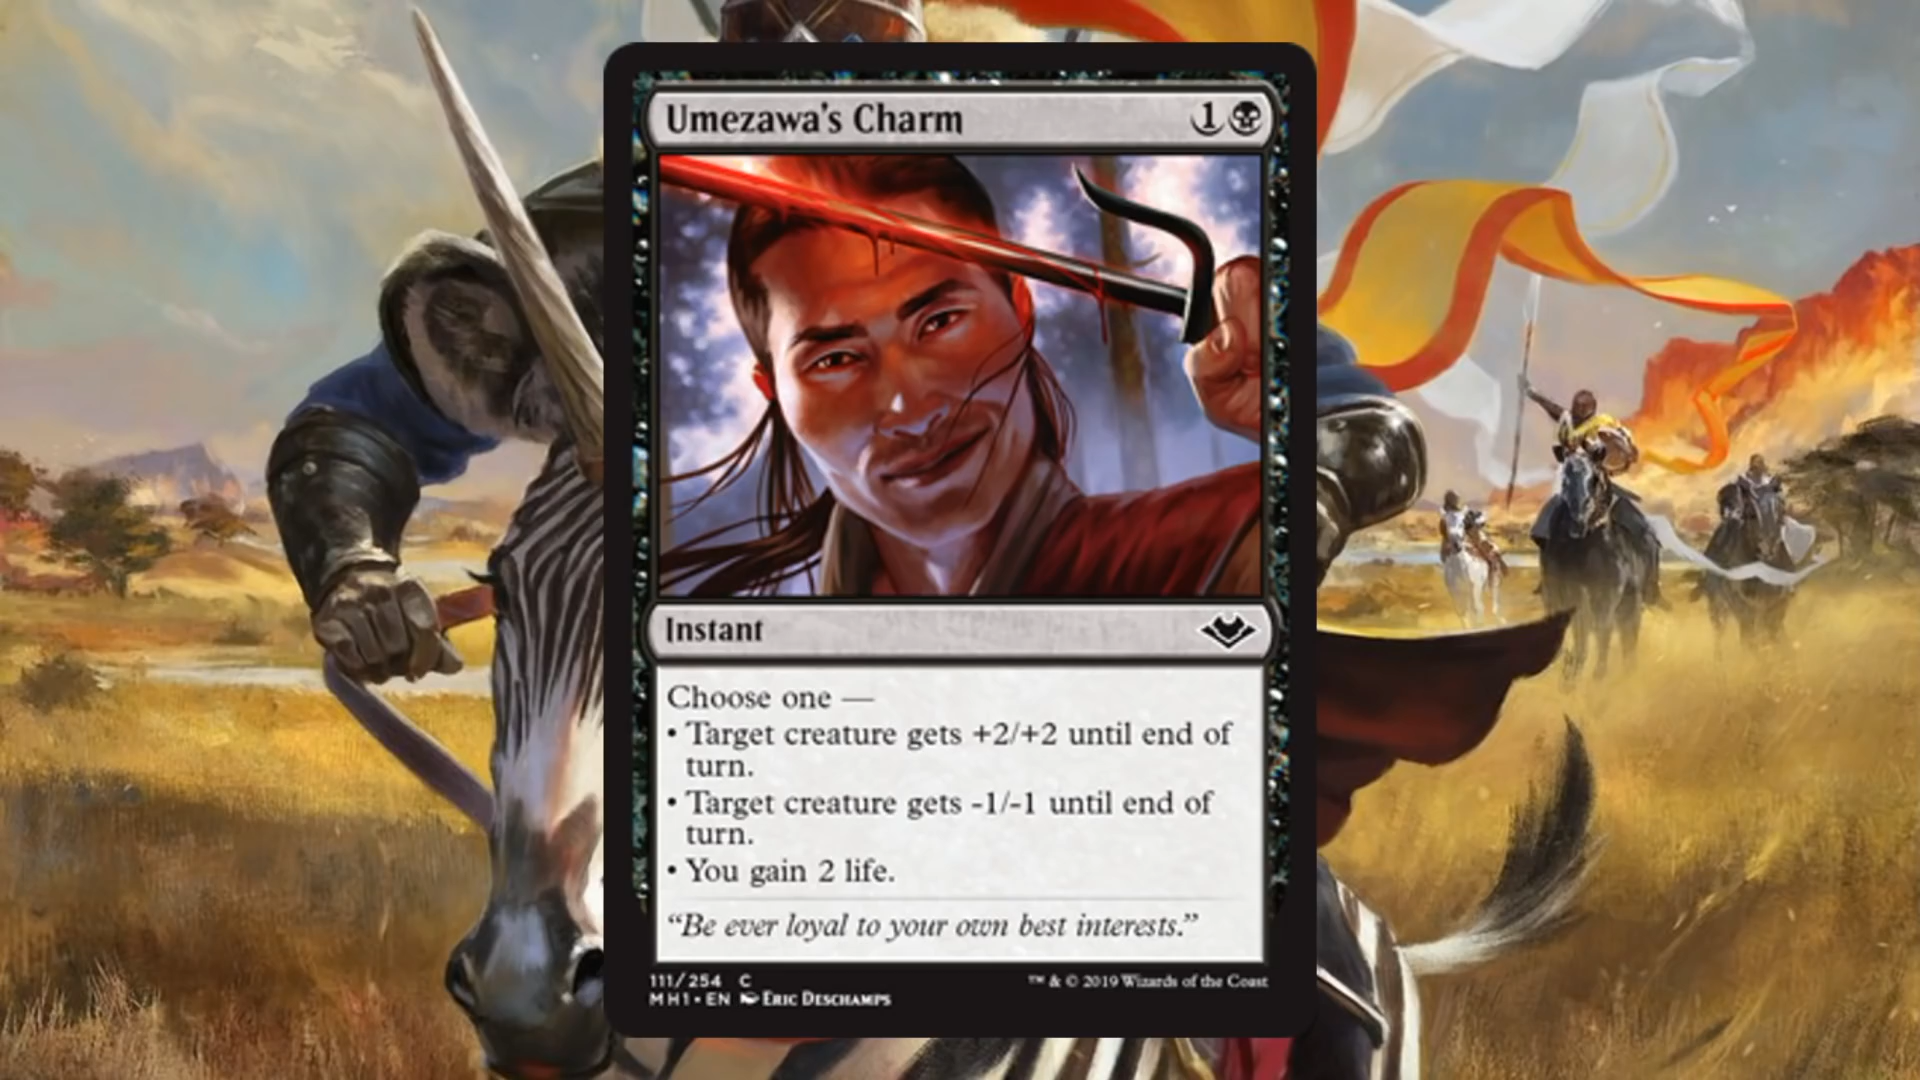 Umezawa's Charm 1
Instant
Choose one —
• Target creature gets +2/+2 until end of
turn.
• Target creature gets -1/-1 until end of
turn.
• You gain 2 life.
“Be ever loyal to your own best interests.”
111/254 C ™ & © 2019 Wizards of the Coast
MH1 • EN Eric Deschamps